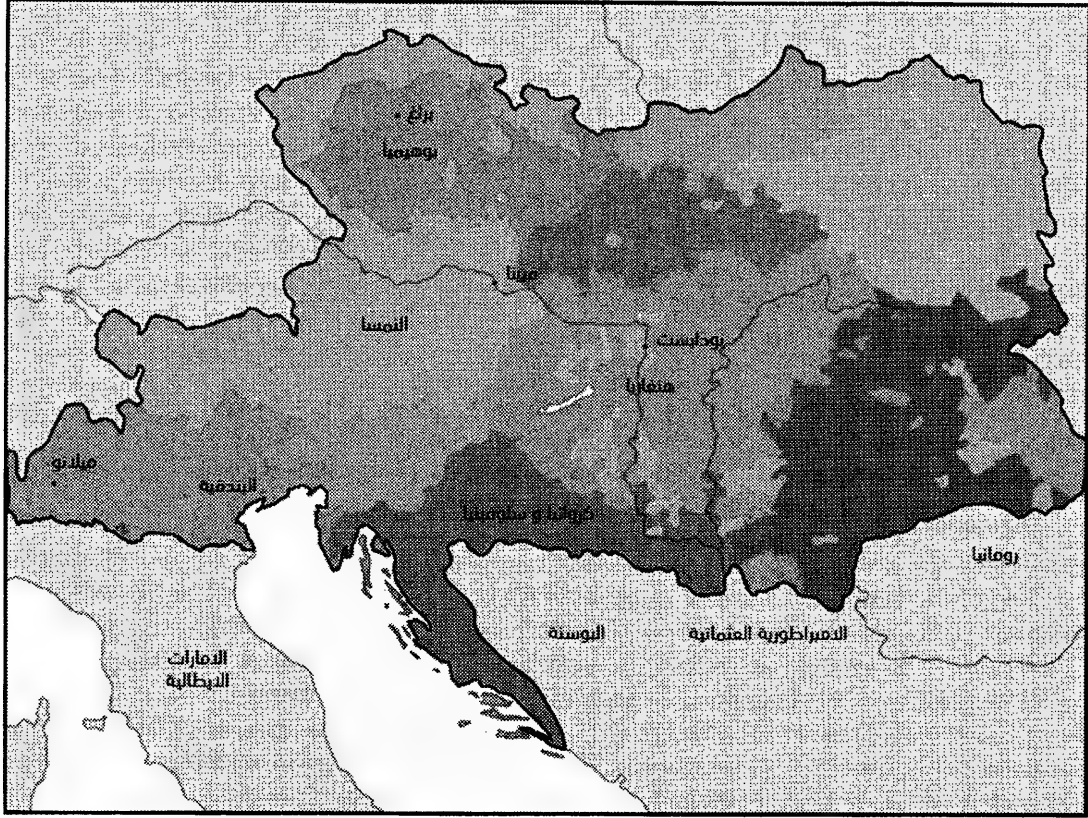 براغ
بوهيميا
فيينا
النمسا
بودابست
هنغاريا
ميلانو
البندقية
كرواتيا و سلوفينيا
رومانيا
البوسنة
الامبراطورية العثمانية
الامارات
الايطالية